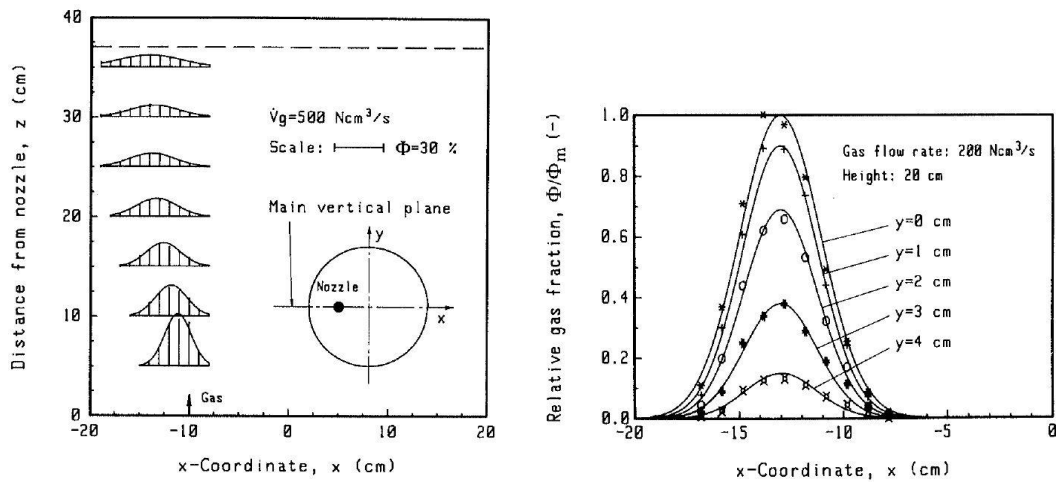 40
30
20
10
0
-20
-10
0
10
20
Distance from nozzle, z (cm)
x-Coordinate, x (cm)
V̇g=500 Ncm³/s
Scale: Φ=30 %
Main vertical plane
y
Nozzle
x
Gas
1.0
0.8
0.6
0.4
0.2
0.0
-20
-15
-10
-5
0
Relative gas fraction, Φ/Φm (-)
x-Coordinate, x (cm)
Gas flow rate: 200 Ncm³/s
Height: 20 cm
y=0 cm
y=1 cm
y=2 cm
y=3 cm
y=4 cm